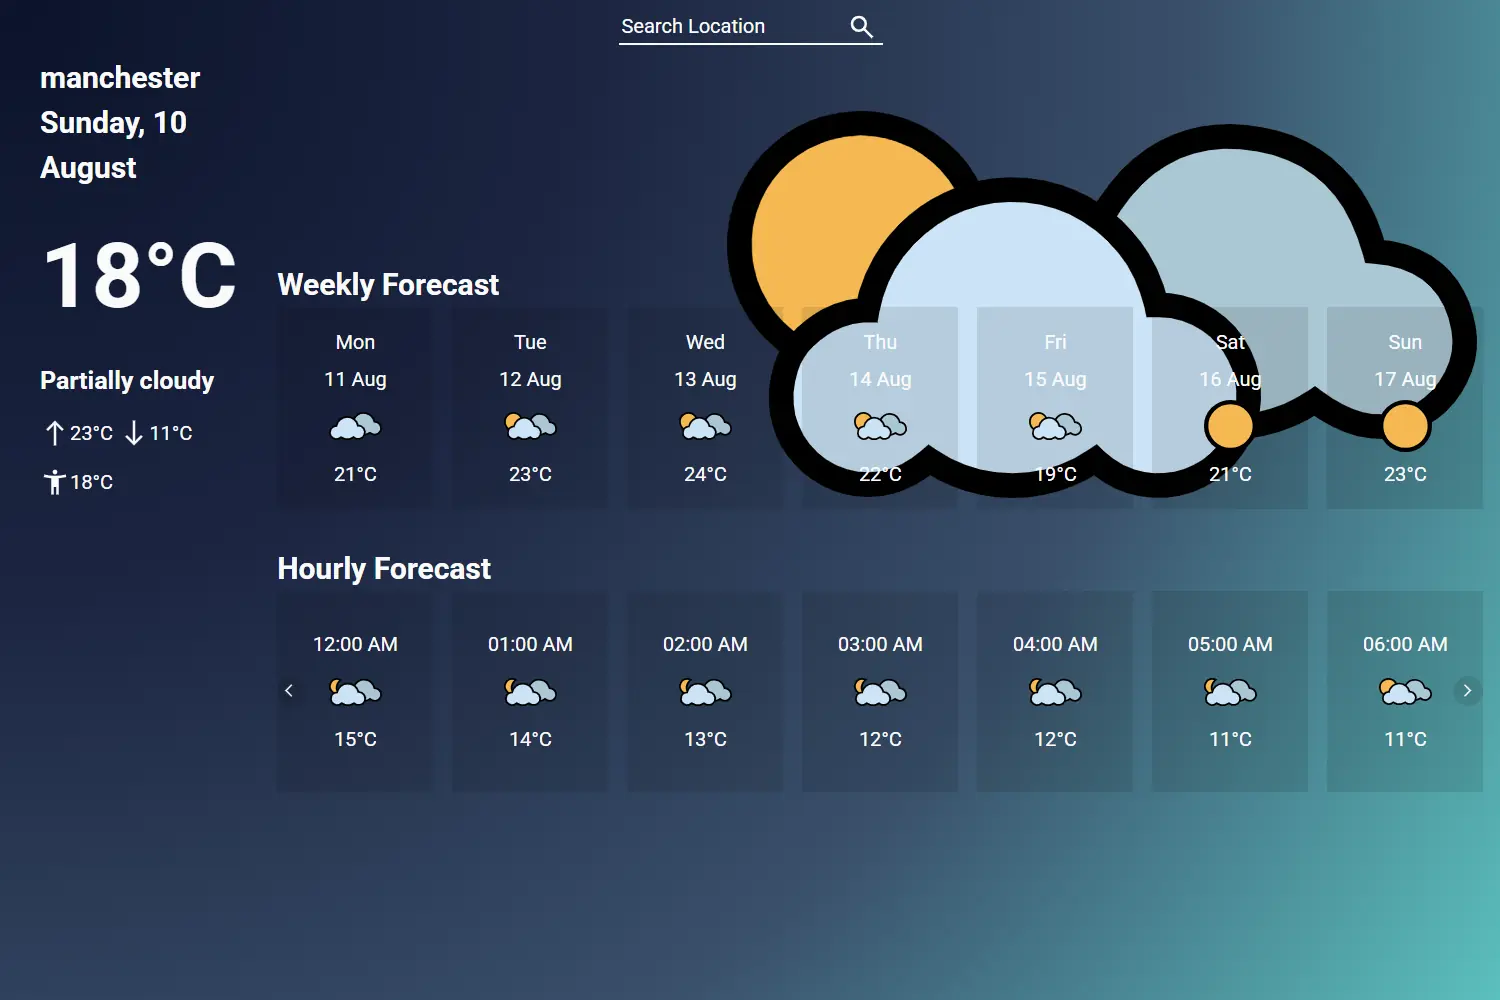 Search Location
manchester
Sunday, 10
August
18°C
Partially cloudy
23°C 11°C
18°C
Weekly Forecast
Mon Tue Wed Thu Fri Sat Sun
11 Aug 12 Aug 13 Aug 14 Aug 15 Aug 16 Aug 17 Aug
21°C 23°C 24°C 22°C 19°C 21°C 23°C
Hourly Forecast
12:00 AM 01:00 AM 02:00 AM 03:00 AM 04:00 AM 05:00 AM 06:00 AM
15°C 14°C 13°C 12°C 12°C 11°C 11°C